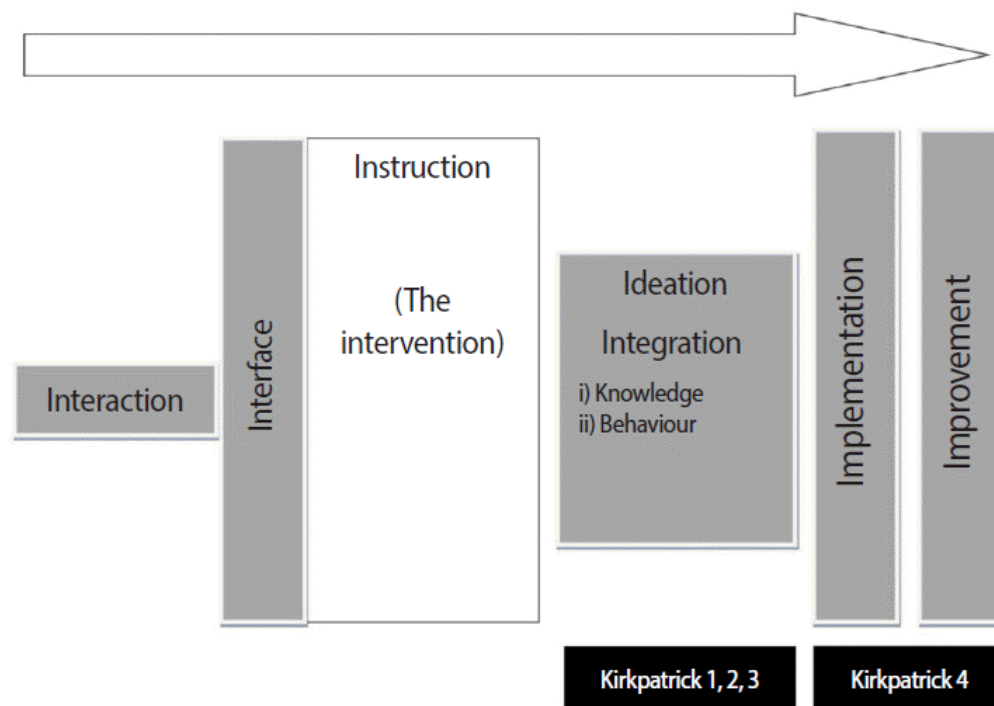 Interaction
Interface
Instruction
(The
intervention)
Ideation
Integration
i) Knowledge
ii) Behaviour
Implementation
Improvement
Kirkpatrick 1, 2, 3
Kirkpatrick 4